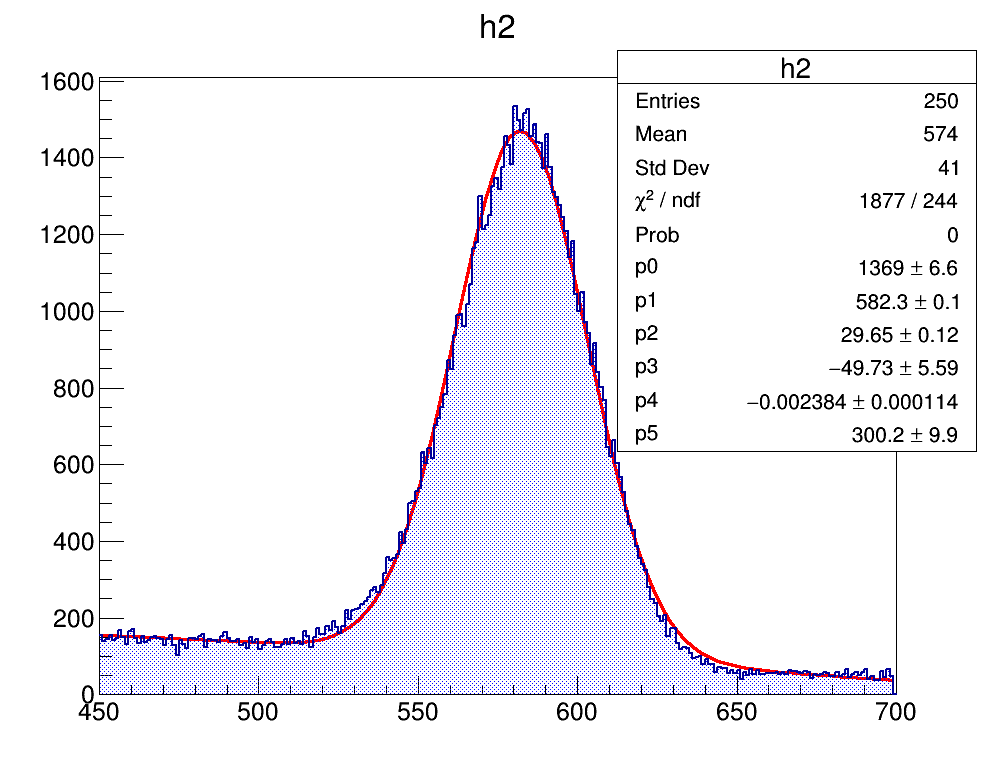 h2
h2
Entries 250
Mean 574
Std Dev 41
χ² / ndf 1877 / 244
Prob 0
p0 1369 ± 6.6
p1 582.3 ± 0.1
p2 29.65 ± 0.12
p3 −49.73 ± 5.59
p4 −0.002384 ± 0.000114
p5 300.2 ± 9.9
1600
1400
1200
1000
800
600
400
200
0
450 500 550 600 650 700